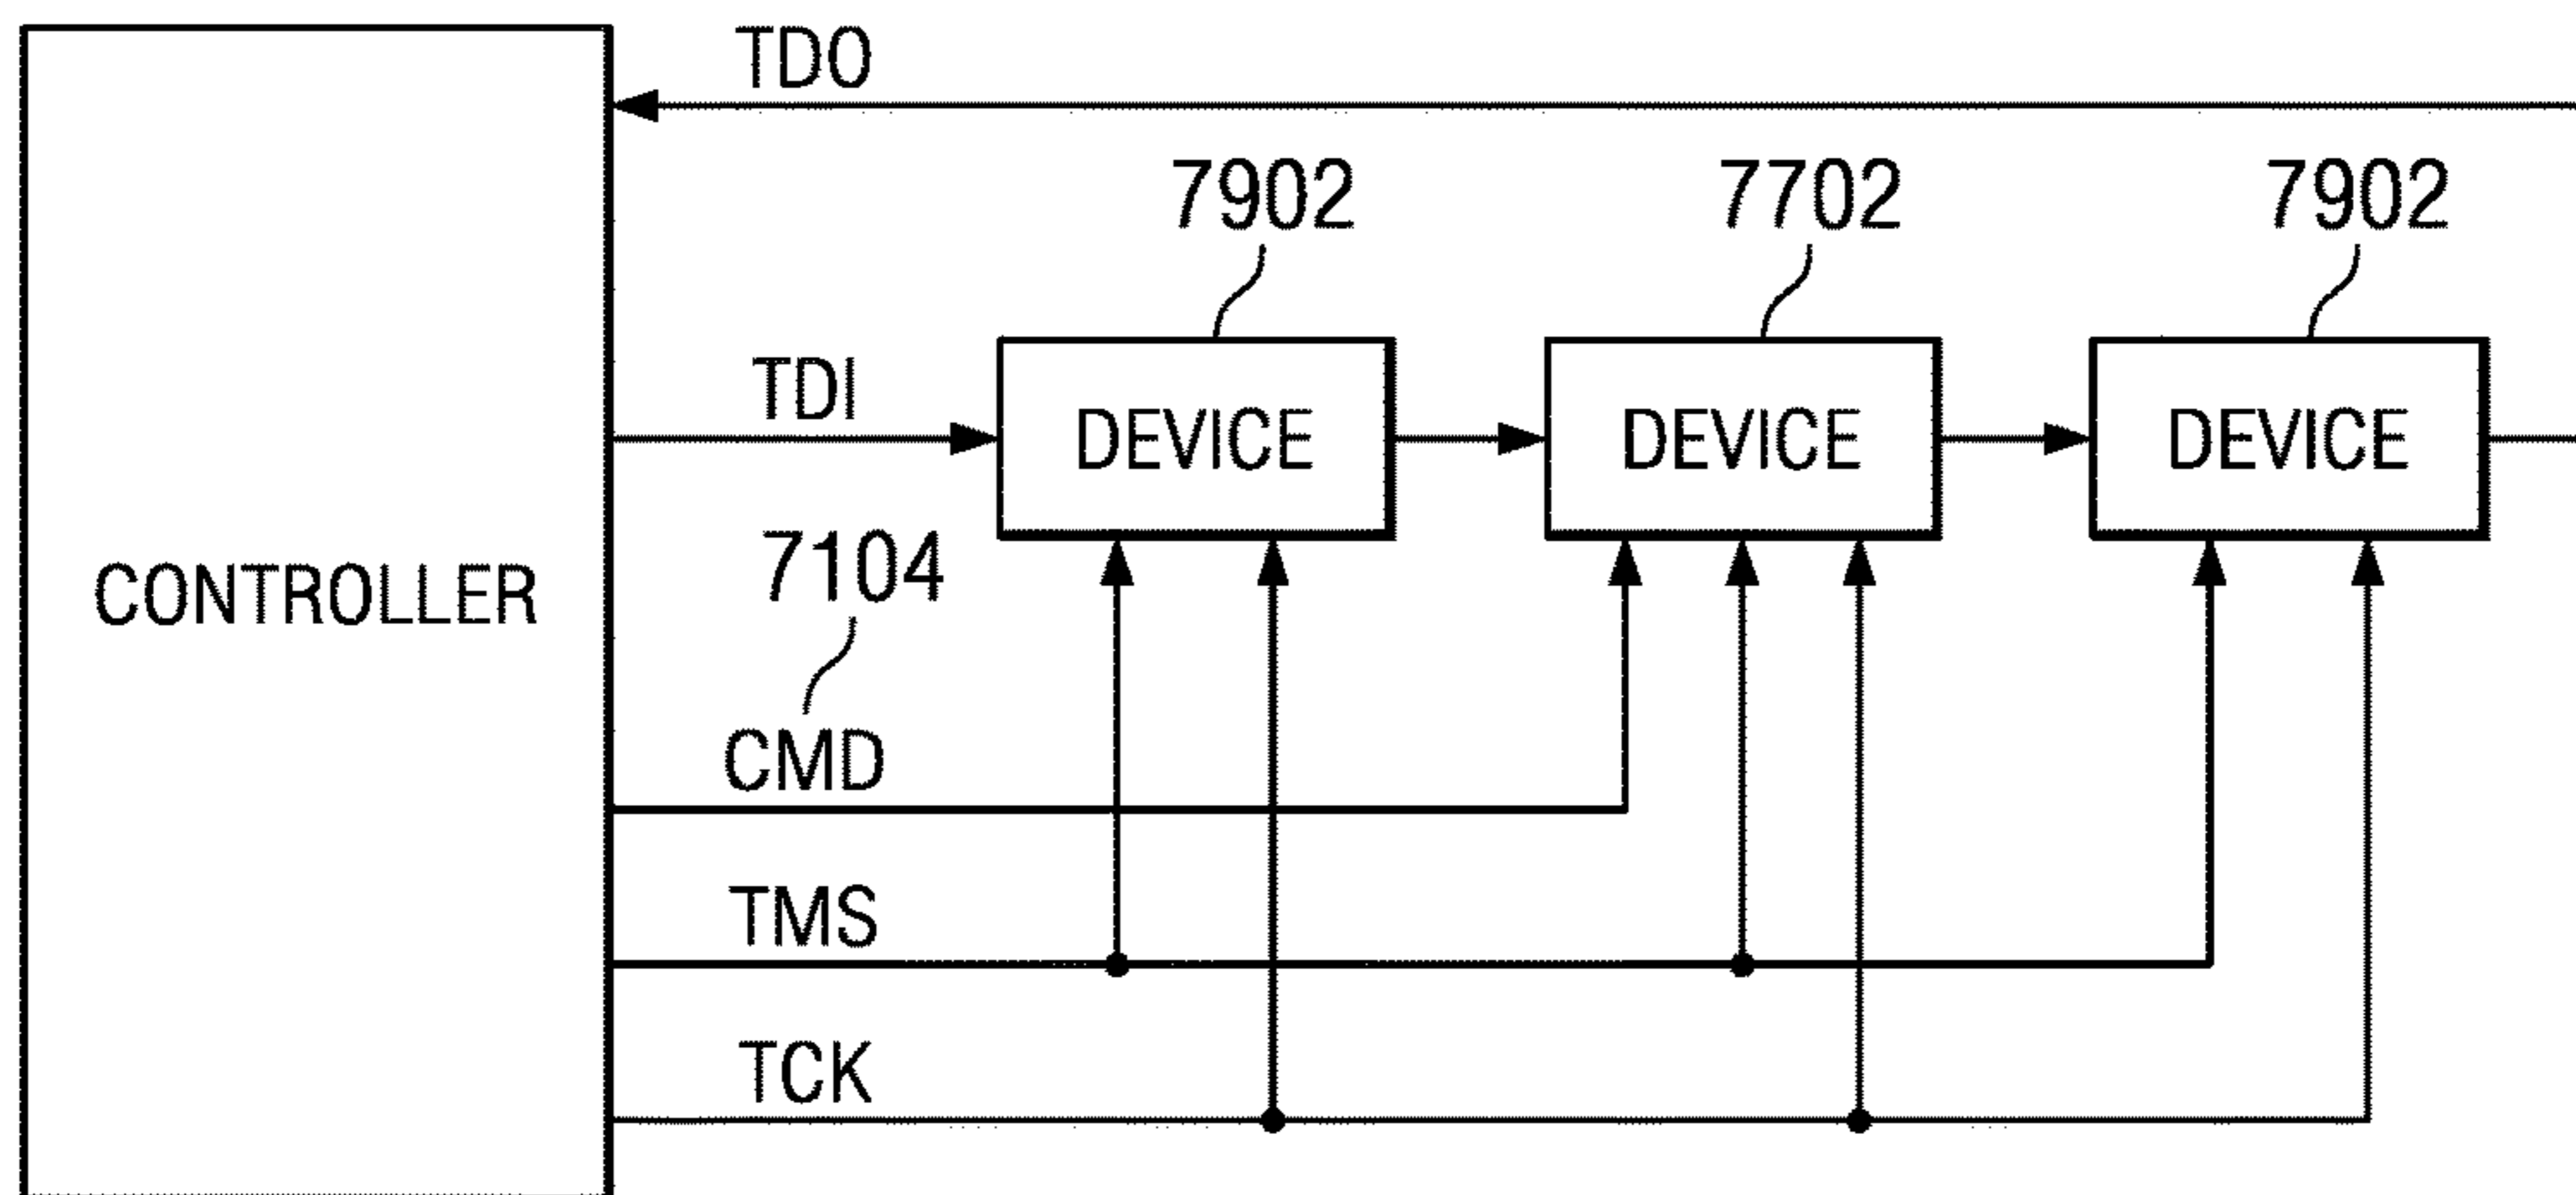 TDO
7902
7702
7902
TDI
DEVICE
DEVICE
DEVICE
7104
CONTROLLER
CMD
TMS
TCK